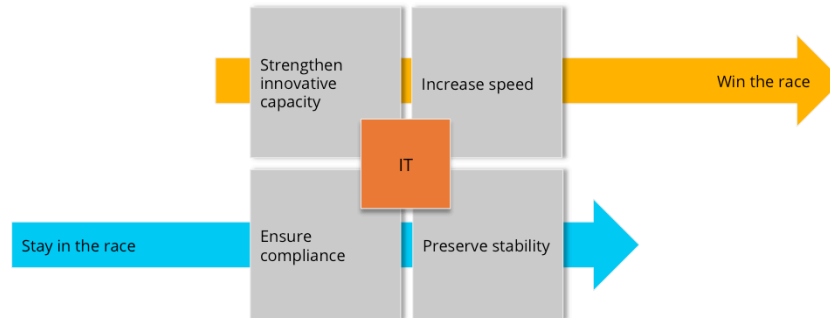 Strengthen
innovative
capacity
Increase speed
Win the race
IT
Stay in the race
Ensure
compliance
Preserve stability